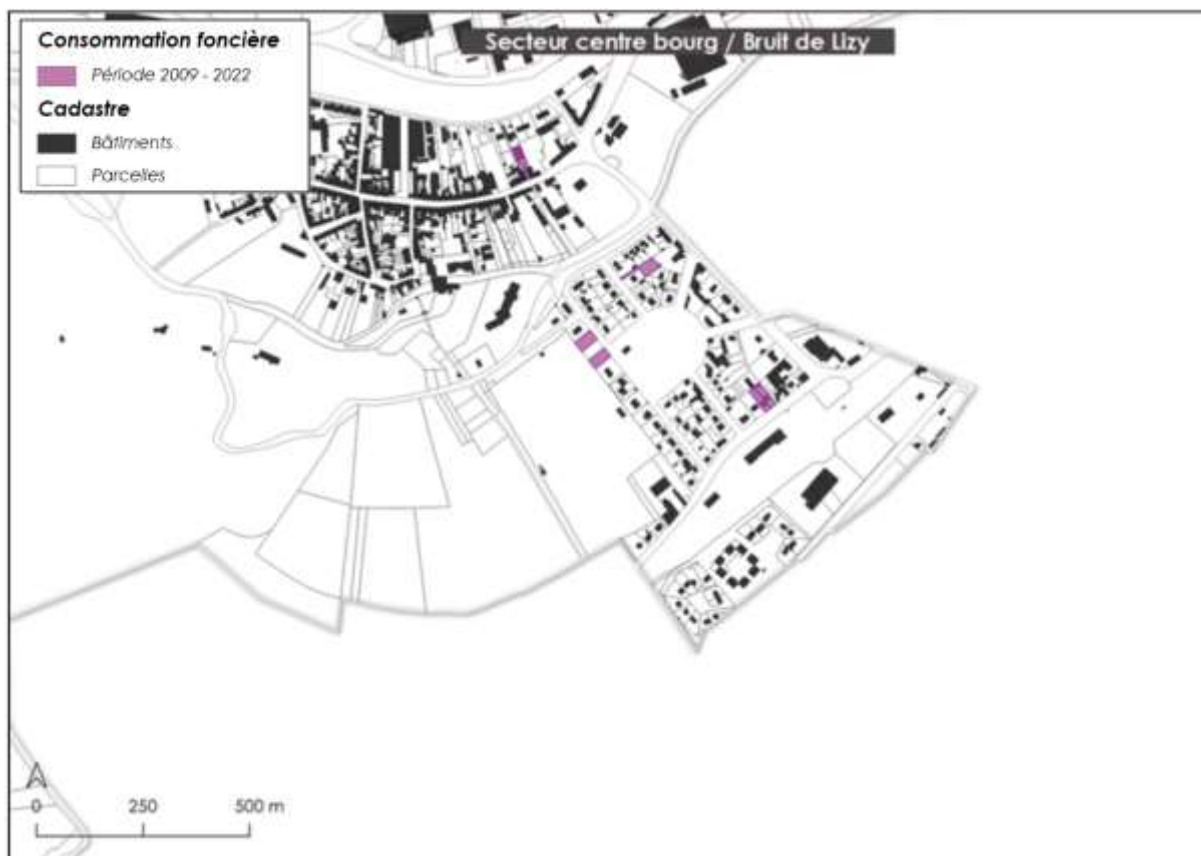 Consommation foncière
Période 2009 - 2022
Cadastre
Bâtiments
Parcelles
Secteur centre bourg / Bruit de Lizy
0 250 500 m